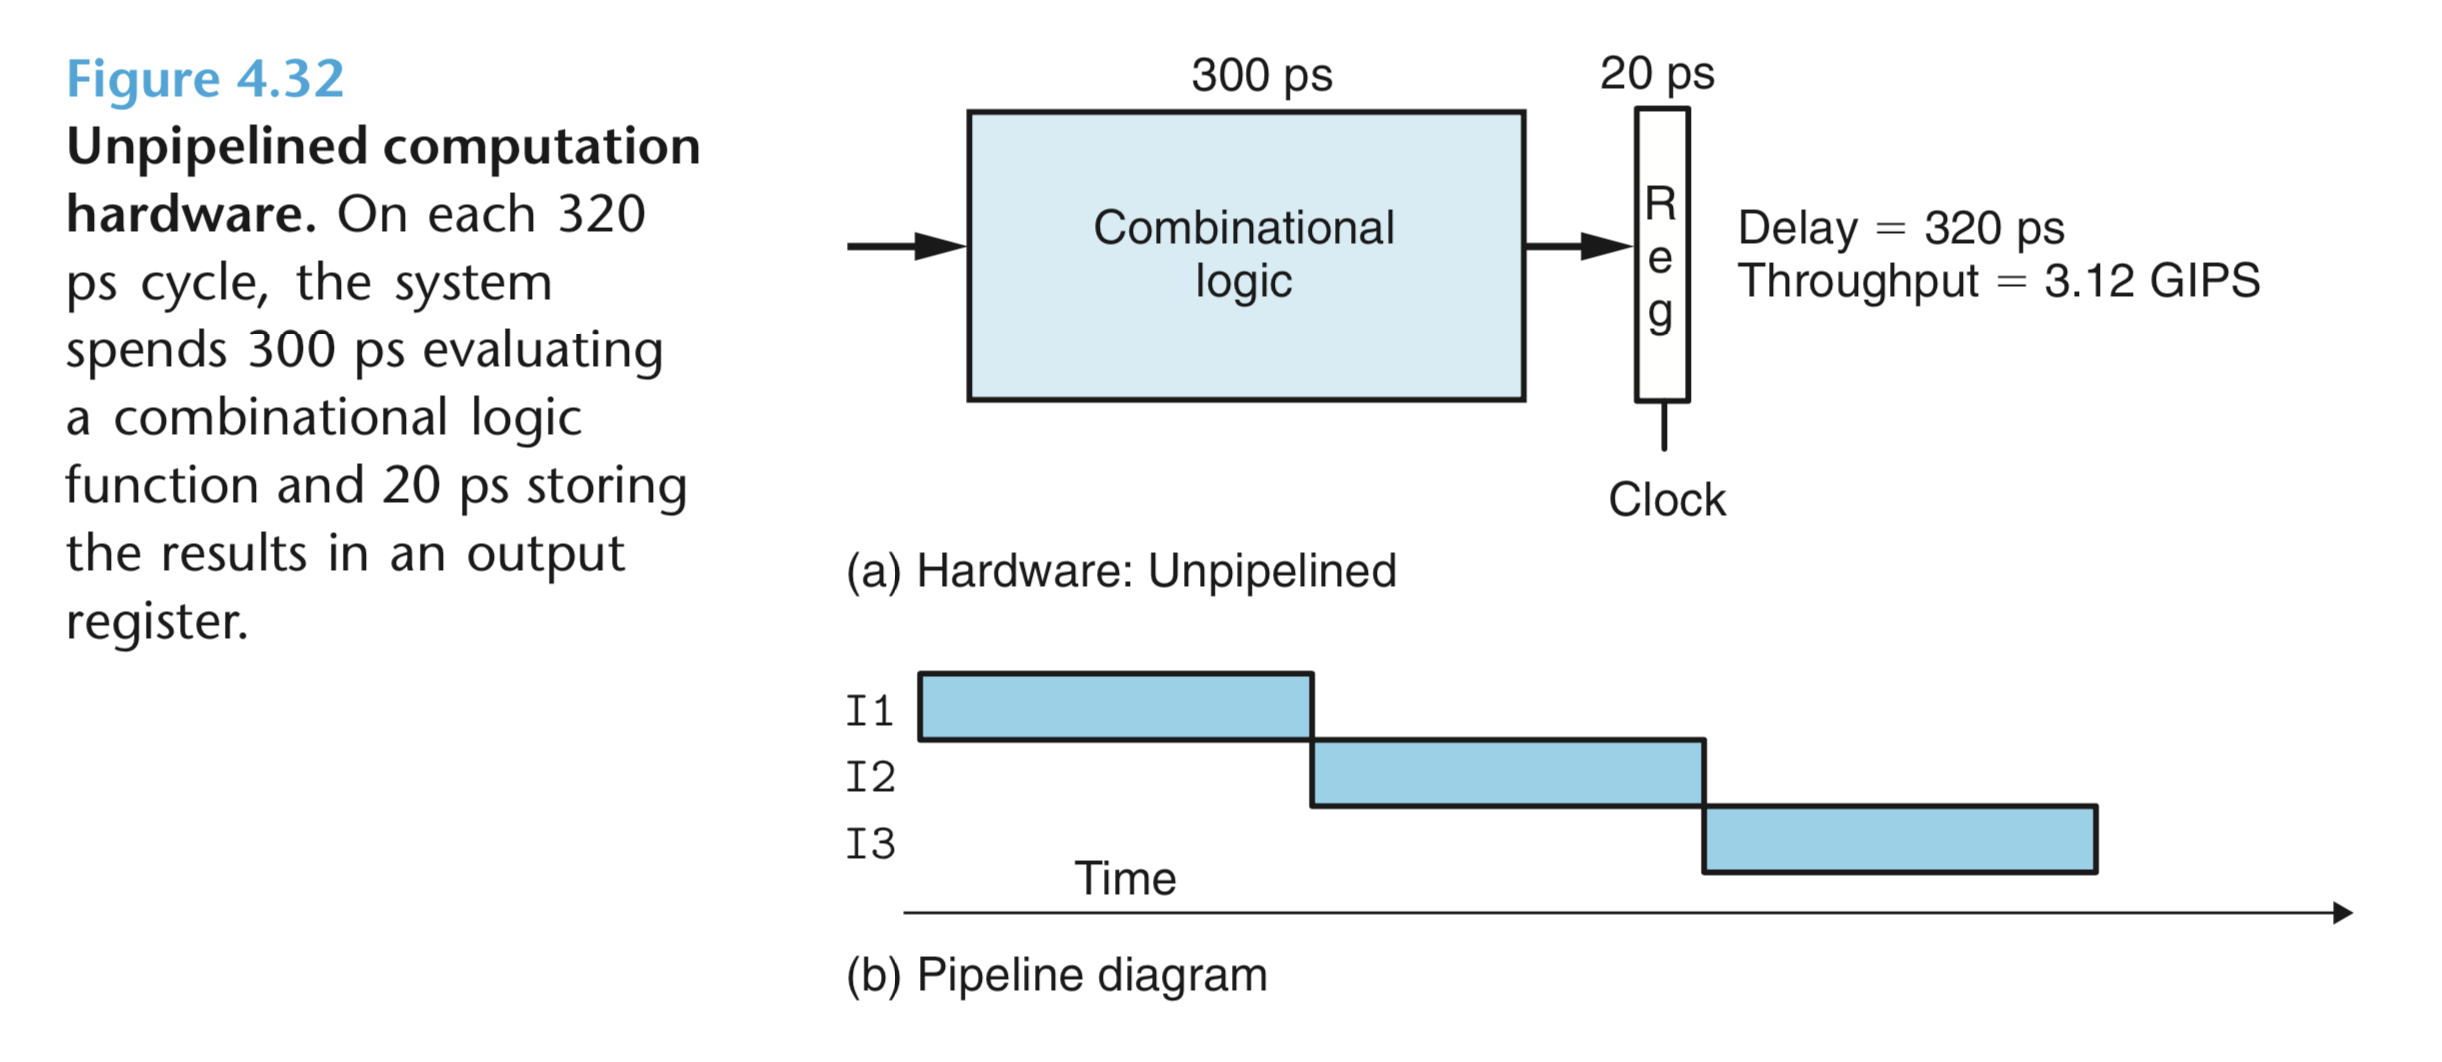 Figure 4.32
Unpipelined computation
hardware. On each 320
ps cycle, the system
spends 300 ps evaluating
a combinational logic
function and 20 ps storing
the results in an output
register.
300 ps
20 ps
Combinational
logic
R
e
g
Delay = 320 ps
Throughput = 3.12 GIPS
Clock
(a) Hardware: Unpipelined
I1
I2
I3
Time
(b) Pipeline diagram